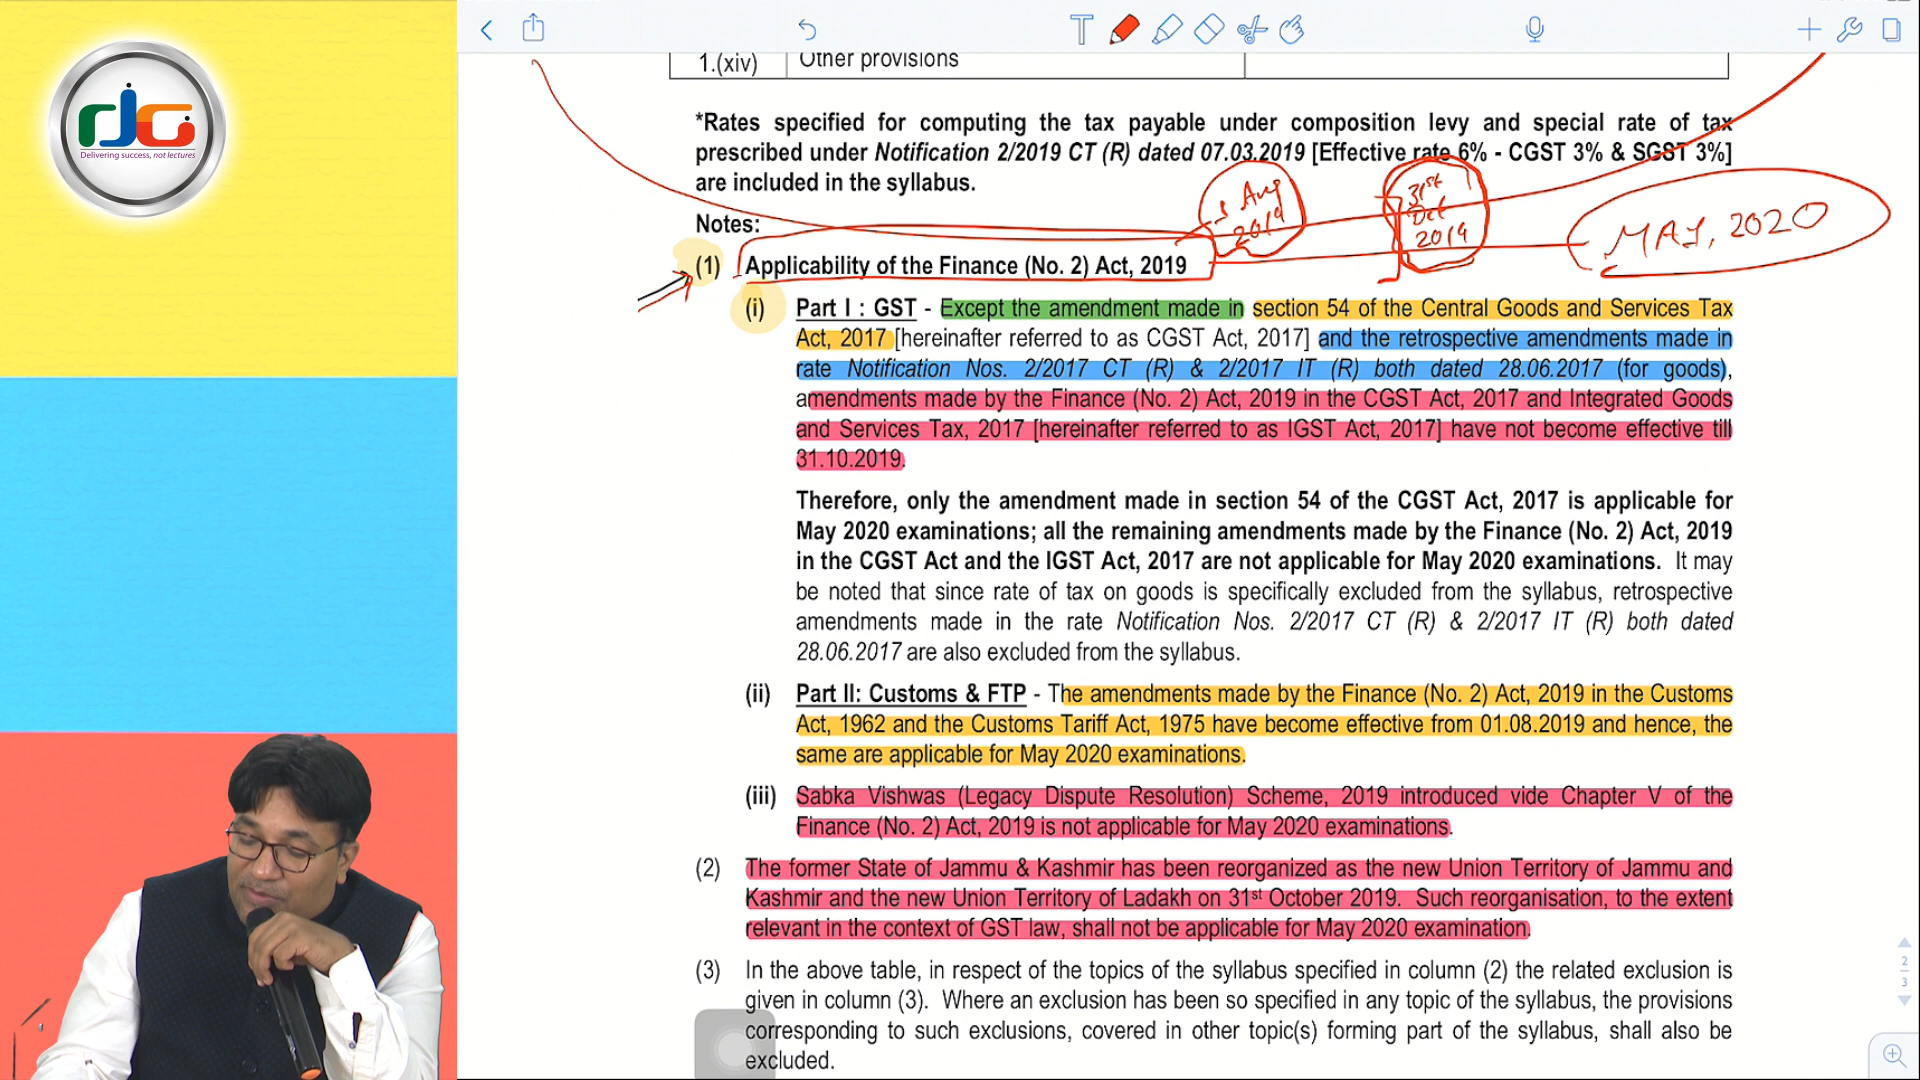 Delivering success, not lectures
1.(xiv) Other provisions
*Rates specified for computing the tax payable under composition levy and special rate of tax
prescribed under Notification 2/2019 CT (R) dated 07.03.2019 [Effective rate 6% - CGST 3% & SGST 3%]
are included in the syllabus.
Notes:
1 Aug
2019
31st
Oct
2019
MAY, 2020
(1) Applicability of the Finance (No. 2) Act, 2019
(i) Part I : GST - Except the amendment made in section 54 of the Central Goods and Services Tax
Act, 2017 [hereinafter referred to as CGST Act, 2017] and the retrospective amendments made in
rate Notification Nos. 2/2017 CT (R) & 2/2017 IT (R) both dated 28.06.2017 (for goods),
amendments made by the Finance (No. 2) Act, 2019 in the CGST Act, 2017 and Integrated Goods
and Services Tax, 2017 [hereinafter referred to as IGST Act, 2017] have not become effective till
31.10.2019.
Therefore, only the amendment made in section 54 of the CGST Act, 2017 is applicable for
May 2020 examinations; all the remaining amendments made by the Finance (No. 2) Act, 2019
in the CGST Act and the IGST Act, 2017 are not applicable for May 2020 examinations. It may
be noted that since rate of tax on goods is specifically excluded from the syllabus, retrospective
amendments made in the rate Notification Nos. 2/2017 CT (R) & 2/2017 IT (R) both dated
28.06.2017 are also excluded from the syllabus.
(ii) Part II: Customs & FTP - The amendments made by the Finance (No. 2) Act, 2019 in the Customs
Act, 1962 and the Customs Tariff Act, 1975 have become effective from 01.08.2019 and hence, the
same are applicable for May 2020 examinations.
(iii) Sabka Vishwas (Legacy Dispute Resolution) Scheme, 2019 introduced vide Chapter V of the
Finance (No. 2) Act, 2019 is not applicable for May 2020 examinations.
(2) The former State of Jammu & Kashmir has been reorganized as the new Union Territory of Jammu and
Kashmir and the new Union Territory of Ladakh on 31st October 2019. Such reorganisation, to the extent
relevant in the context of GST law, shall not be applicable for May 2020 examination.
(3) In the above table, in respect of the topics of the syllabus specified in column (2) the related exclusion is
given in column (3). Where an exclusion has been so specified in any topic of the syllabus, the provisions
corresponding to such exclusions, covered in other topic(s) forming part of the syllabus, shall also be
excluded.
2
3